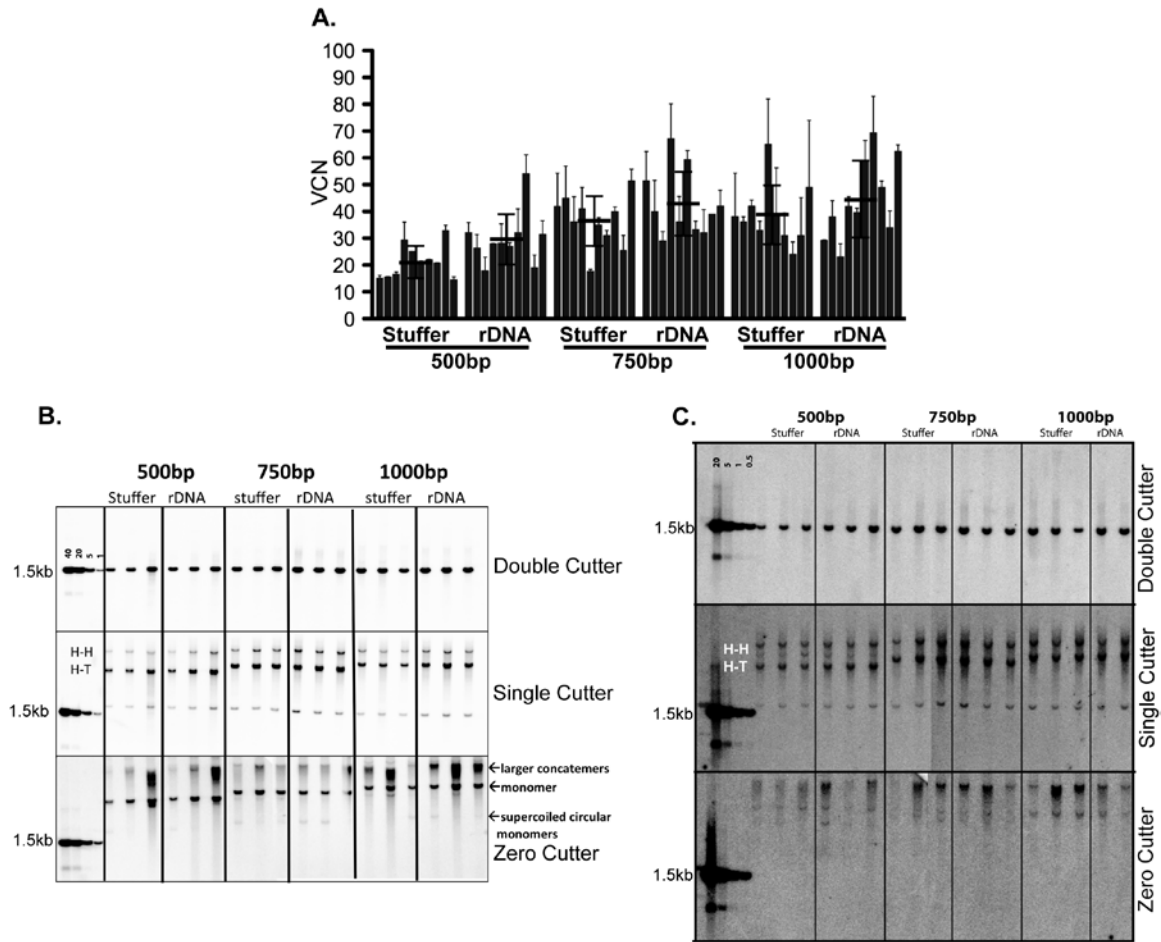 A.
100
90
80
70
60
50
40
30
20
10
0
VCN
Stuffer rDNA Stuffer rDNA Stuffer rDNA
500bp 750bp 1000bp
B.
500bp 750bp 1000bp
Stuffer rDNA stuffer rDNA stuffer rDNA
40 20 5 1
1.5kb
Double Cutter
H-H
H-T
1.5kb
Single Cutter
larger concatemers
monomer
supercoiled circular
monomers
1.5kb
Zero Cutter
C.
500bp 750bp 1000bp
Stuffer rDNA Stuffer rDNA Stuffer rDNA
20 5 1 0.5
1.5kb
Double Cutter
H-H
H-T
1.5kb
Single Cutter
1.5kb
Zero Cutter